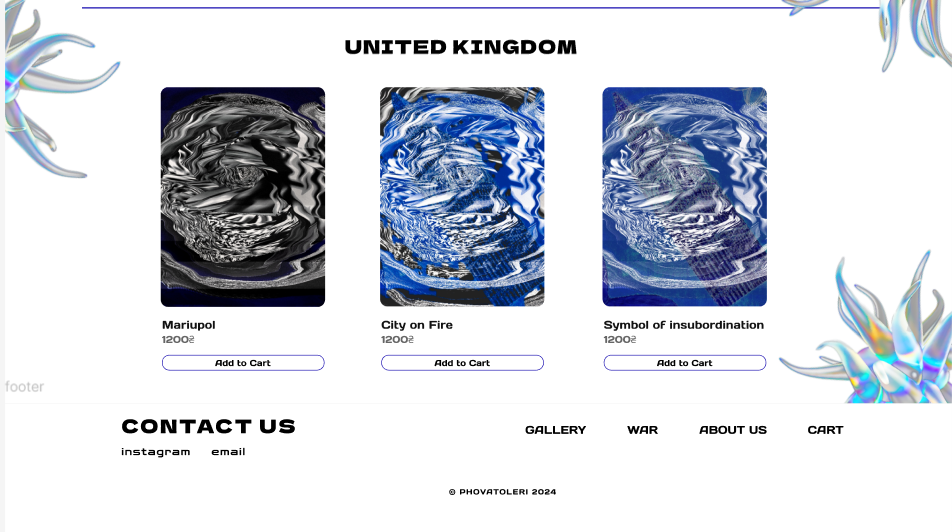 UNITED KINGDOM
Mariupol
1200₴
Add to Cart
City on Fire
1200₴
Add to Cart
Symbol of insubordination
1200₴
Add to Cart
footer
CONTACT US
instagram email
GALLERY WAR ABOUT US CART
© PHOVATOLERI 2024